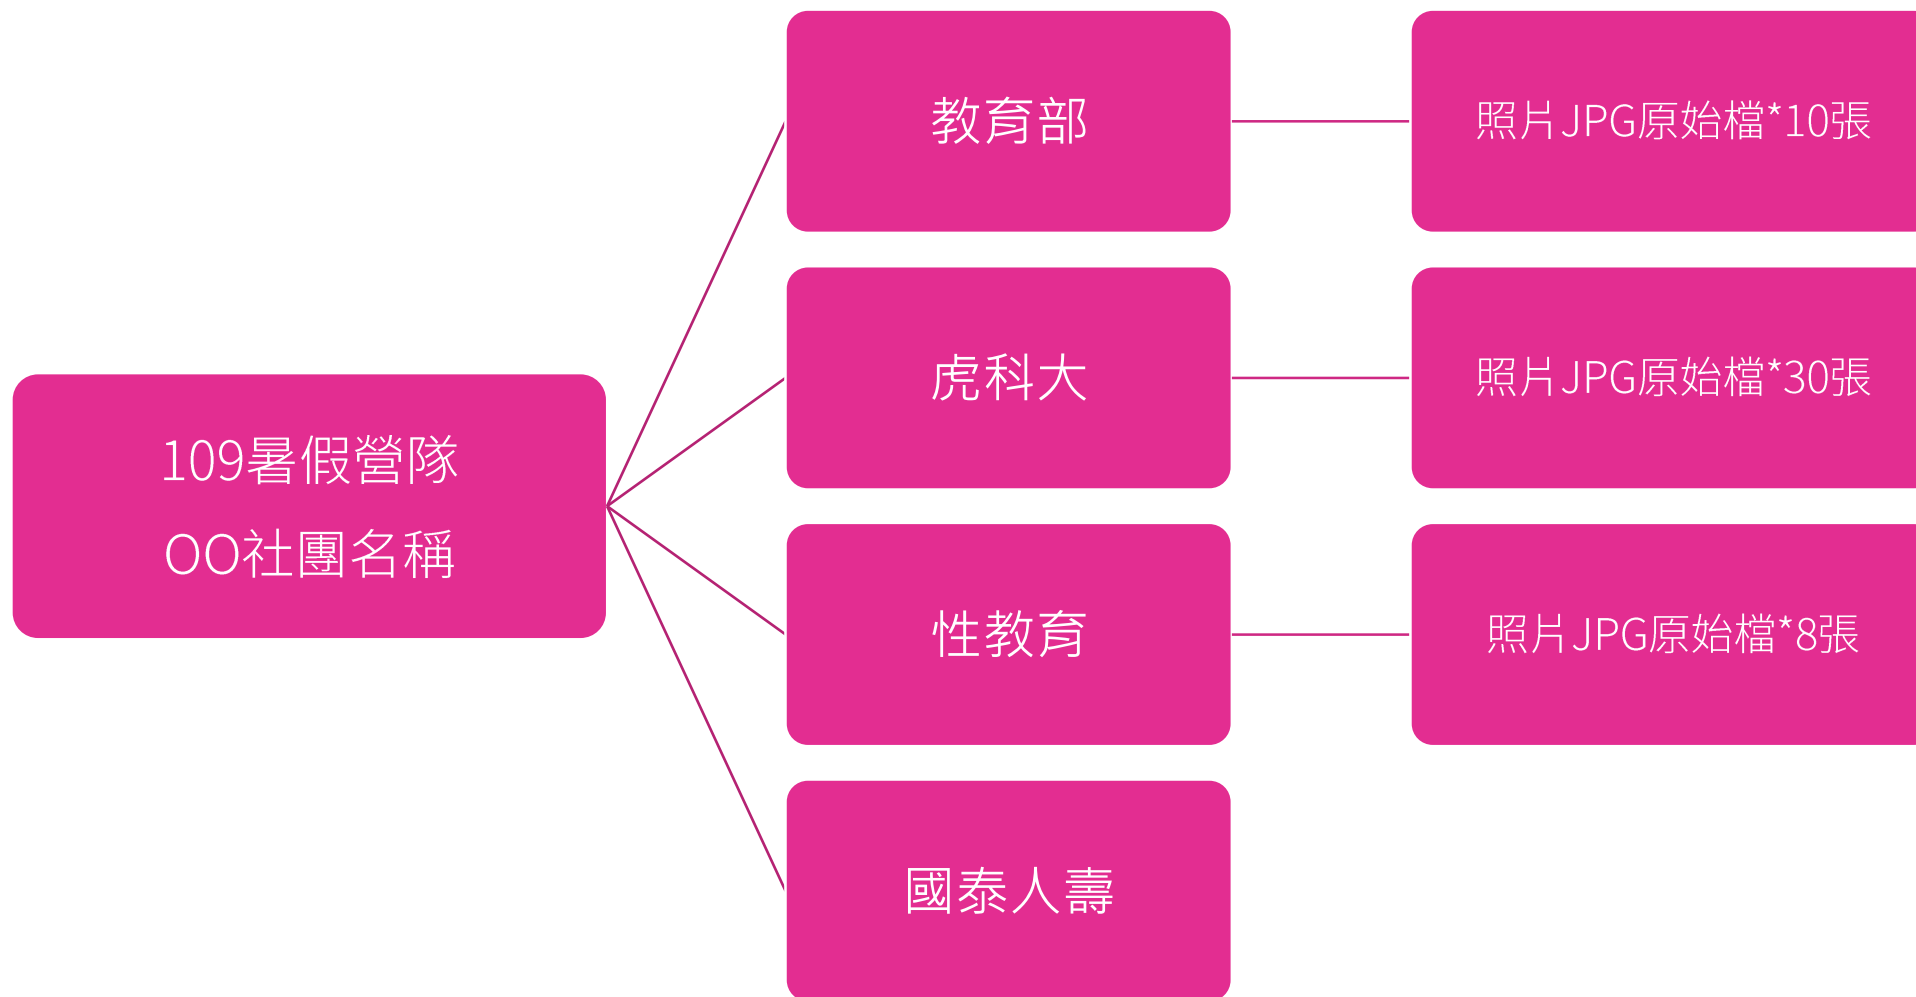 109暑假營隊
OO社團名稱
教育部
照片JPG原始檔*10張
虎科大
照片JPG原始檔*30張
性教育
照片JPG原始檔*8張
國泰人壽